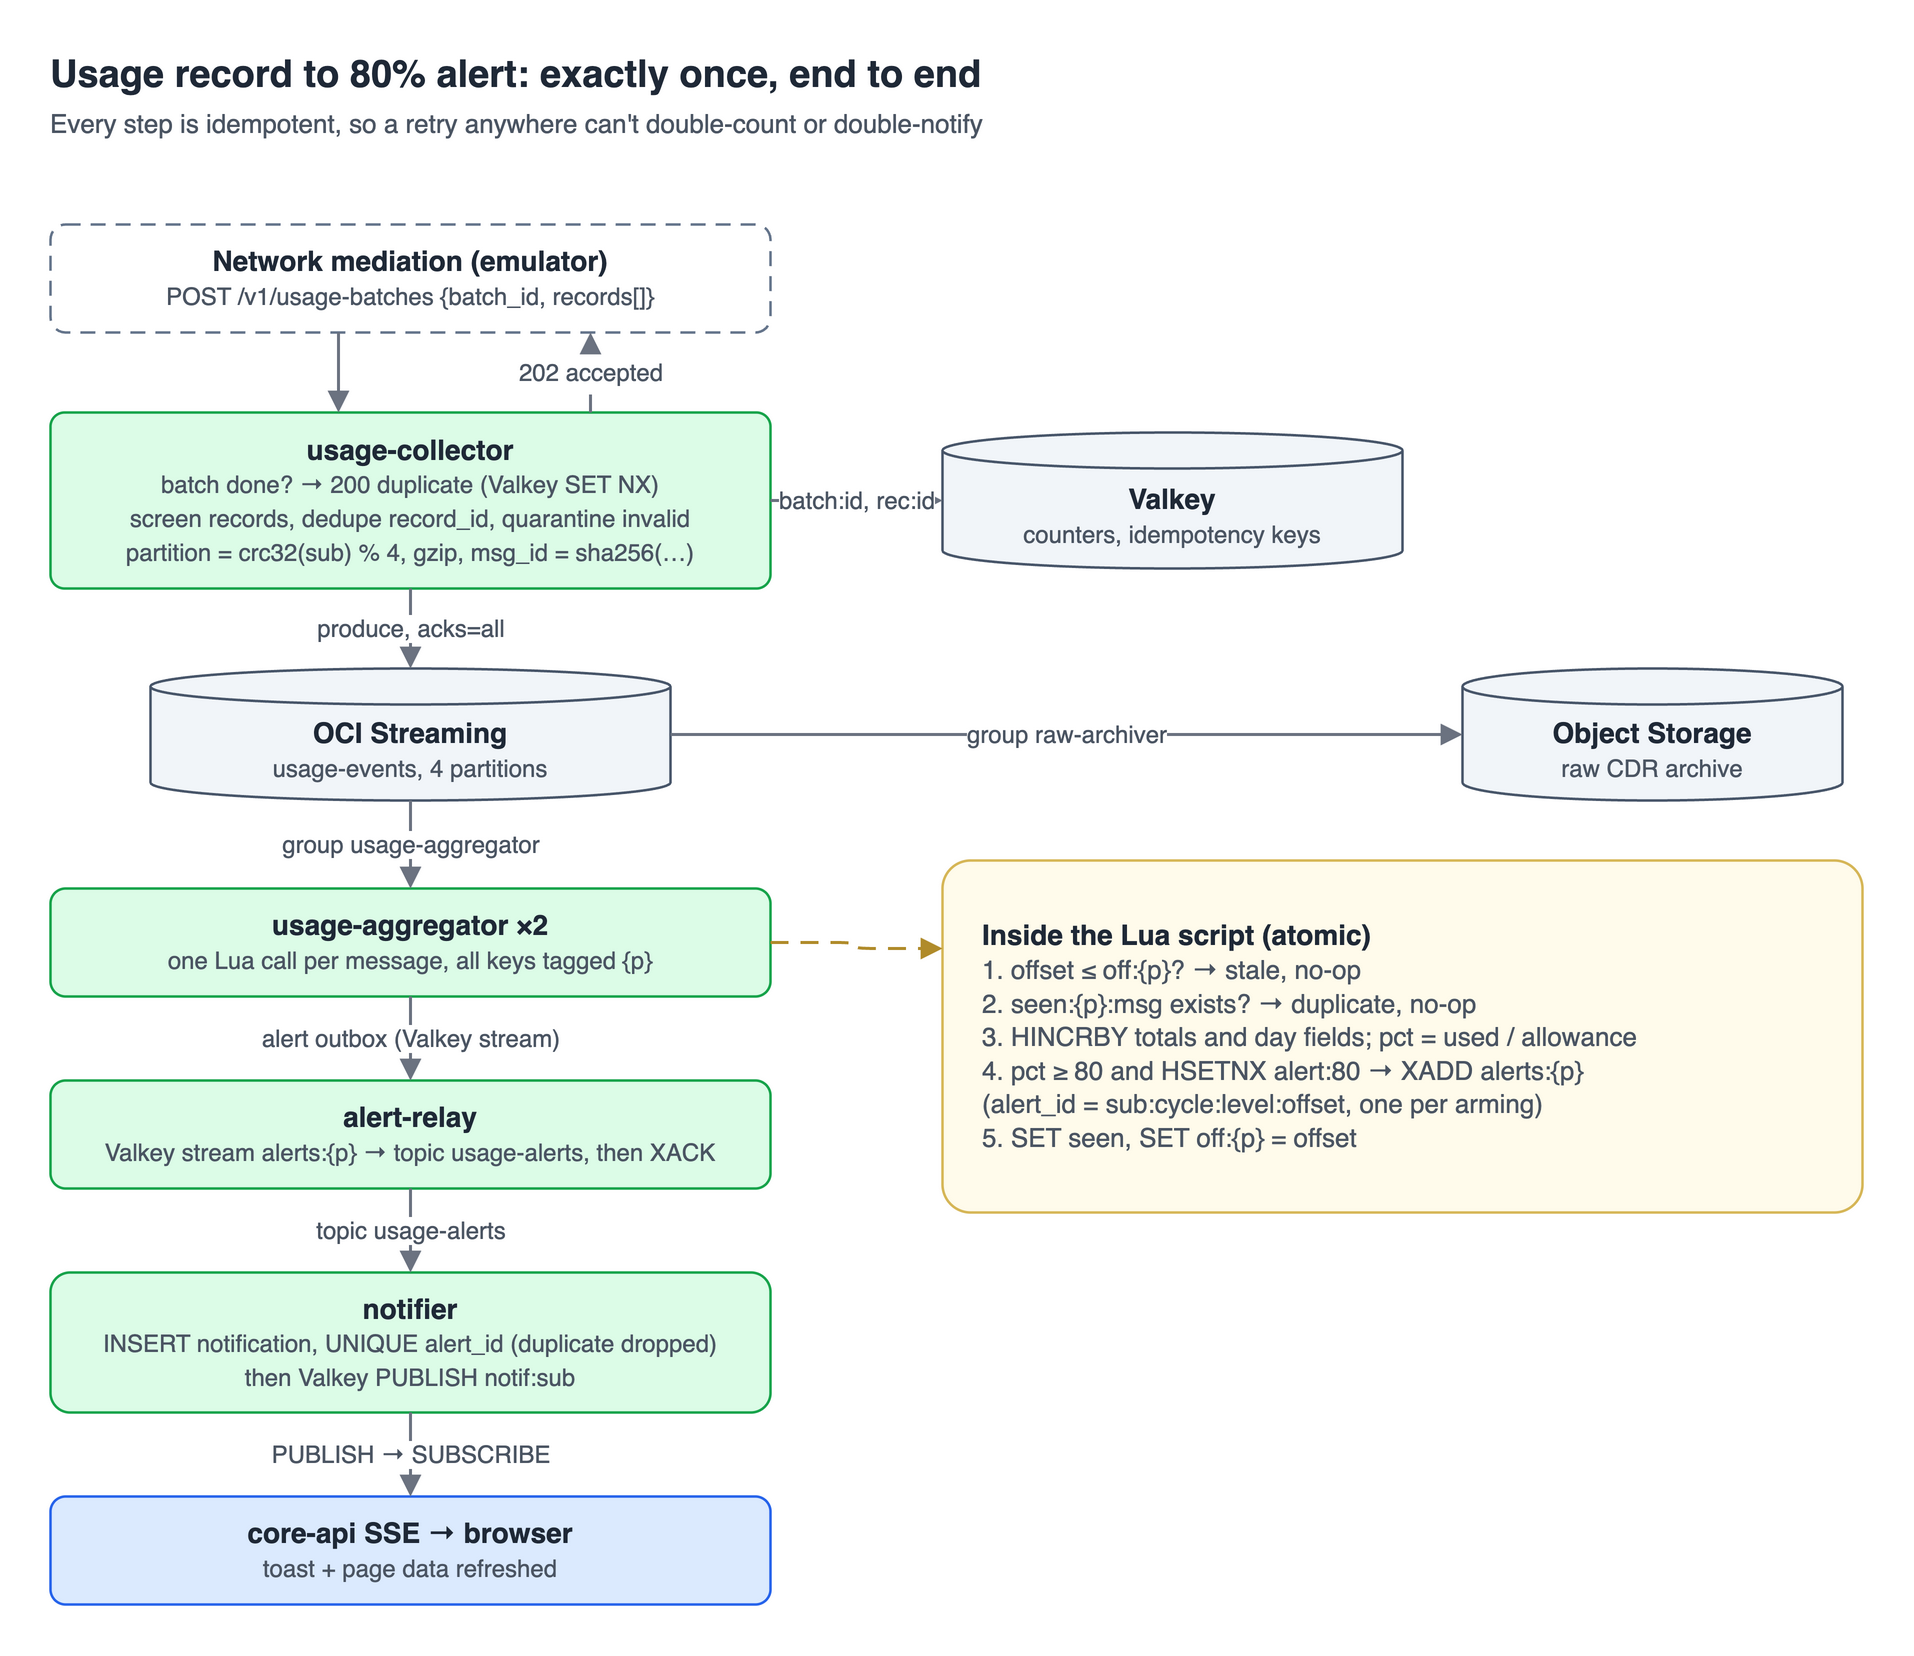 Usage record to 80% alert: exactly once, end to end
Every step is idempotent, so a retry anywhere can't double-count or double-notify
Network mediation (emulator)
POST /v1/usage-batches {batch_id, records[]}
202 accepted
usage-collector
batch done? → 200 duplicate (Valkey SET NX)
screen records, dedupe record_id, quarantine invalid
partition = crc32(sub) % 4, gzip, msg_id = sha256(…)
batch:id, rec:id
Valkey
counters, idempotency keys
produce, acks=all
OCI Streaming
usage-events, 4 partitions
group raw-archiver
Object Storage
raw CDR archive
group usage-aggregator
usage-aggregator ×2
one Lua call per message, all keys tagged {p}
Inside the Lua script (atomic)
1. offset ≤ off:{p}? → stale, no-op
2. seen:{p}:msg exists? → duplicate, no-op
3. HINCRBY totals and day fields; pct = used / allowance
4. pct ≥ 80 and HSETNX alert:80 → XADD alerts:{p}
(alert_id = sub:cycle:level:offset, one per arming)
5. SET seen, SET off:{p} = offset
alert outbox (Valkey stream)
alert-relay
Valkey stream alerts:{p} → topic usage-alerts, then XACK
topic usage-alerts
notifier
INSERT notification, UNIQUE alert_id (duplicate dropped)
then Valkey PUBLISH notif:sub
PUBLISH → SUBSCRIBE
core-api SSE → browser
toast + page data refreshed